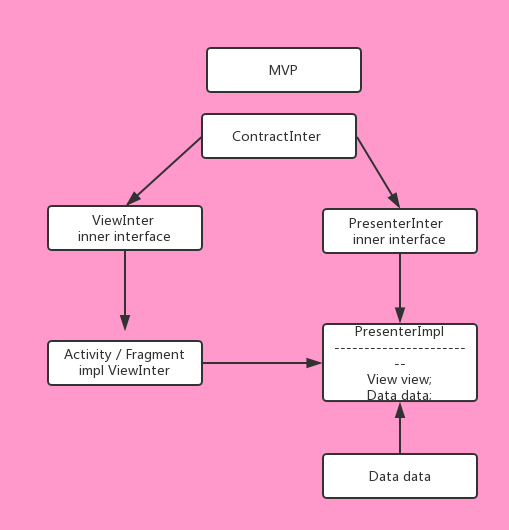 MVP
ContractInter
ViewInter
inner interface
PresenterInter
inner interface
Activity / Fragment
impl ViewInter
PresenterImpl
----------------------
--
View view;
Data data;
Data data